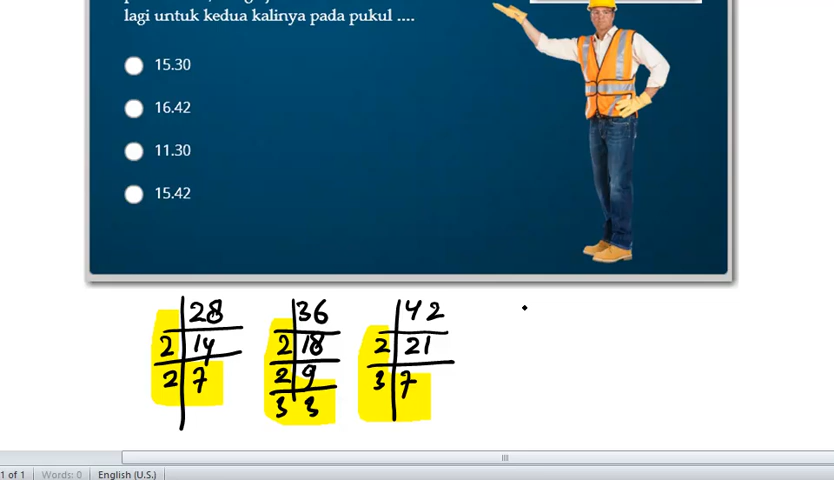 lagi untuk kedua kalinya pada pukul ....
15.30
16.42
11.30
15.42
28 36 42
2 14 2 18 2 21
2 7 2 9 3 7
3 3
1 of 1 Words: 0 English (U.S.)